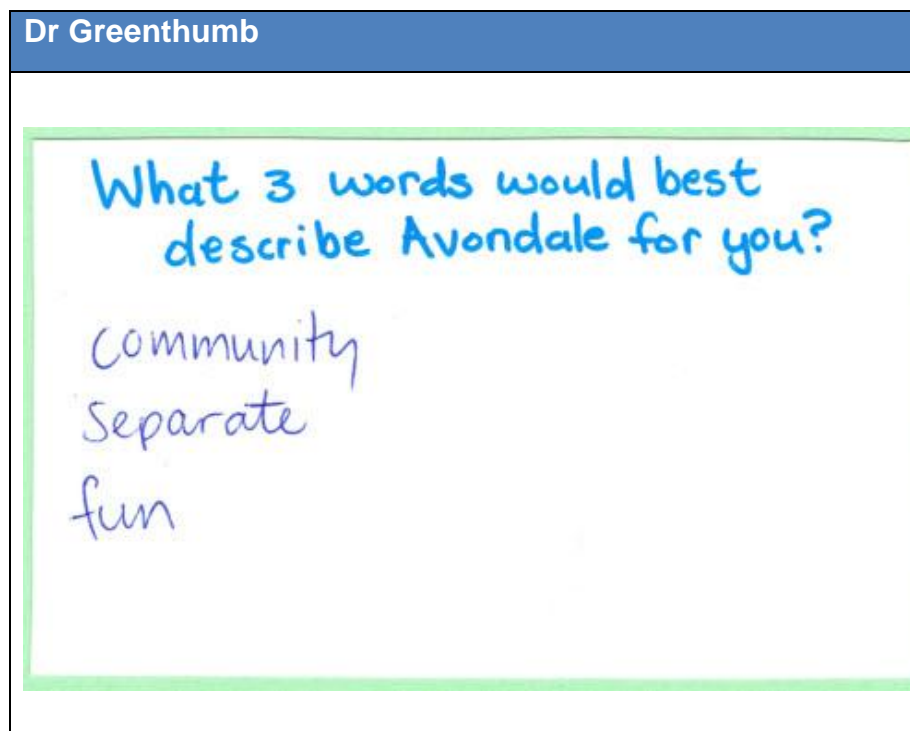 Dr Greenthumb
What 3 words would best
describe Avondale for you?
community
separate
fun